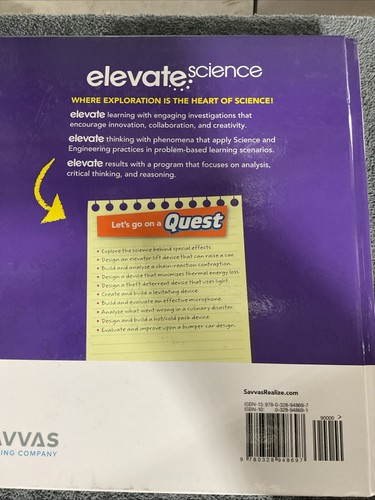 elevate science
WHERE EXPLORATION IS THE HEART OF SCIENCE!
elevate learning with engaging investigations that
encourage innovation, collaboration, and creativity.
elevate thinking with phenomena that apply Science and
Engineering practices in problem-based learning scenarios.
elevate results with a program that focuses on analysis,
critical thinking, and reasoning.
Let's go on a Quest
• Explore the science behind special effects.
• Design an elevator lift device that can raise a car.
• Build and analyze a chain-reaction contraption.
• Design a device that minimizes thermal energy loss.
• Design a theft deterrent device that uses light.
• Create and build a levitating device.
• Build and evaluate an effective microphone.
• Analyze what went wrong in a culinary disaster.
• Design and build a hot/cold pack device.
• Evaluate and improve upon a bumper car design.
SavvasRealize.com
ISBN-13: 978-0-328-94869-7
ISBN-10: 0-328-94869-1
90000 >
9 780328 948697
AVVAS
ING COMPANY